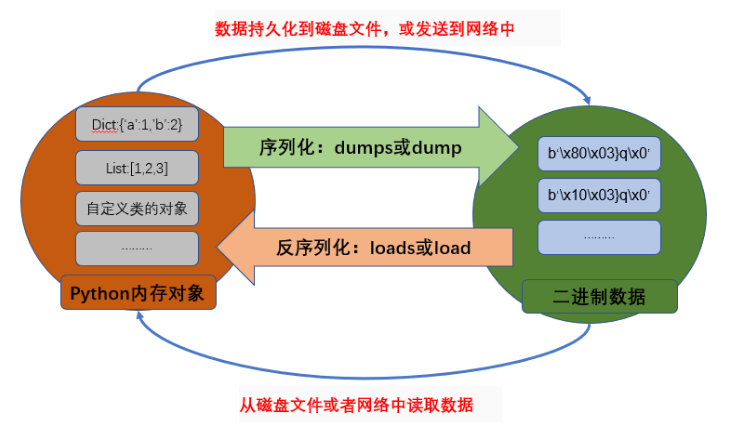 数据持久化到磁盘文件，或发送到网络中
Dict:{‘a’:1,’b’:2}
List:[1,2,3]
自定义类的对象
………
Python内存对象
序列化：dumps或dump
反序列化：loads或load
b‘\x80\x03}q\x0’
b‘\x10\x03}q\x0’
………
二进制数据
从磁盘文件或者网络中读取数据